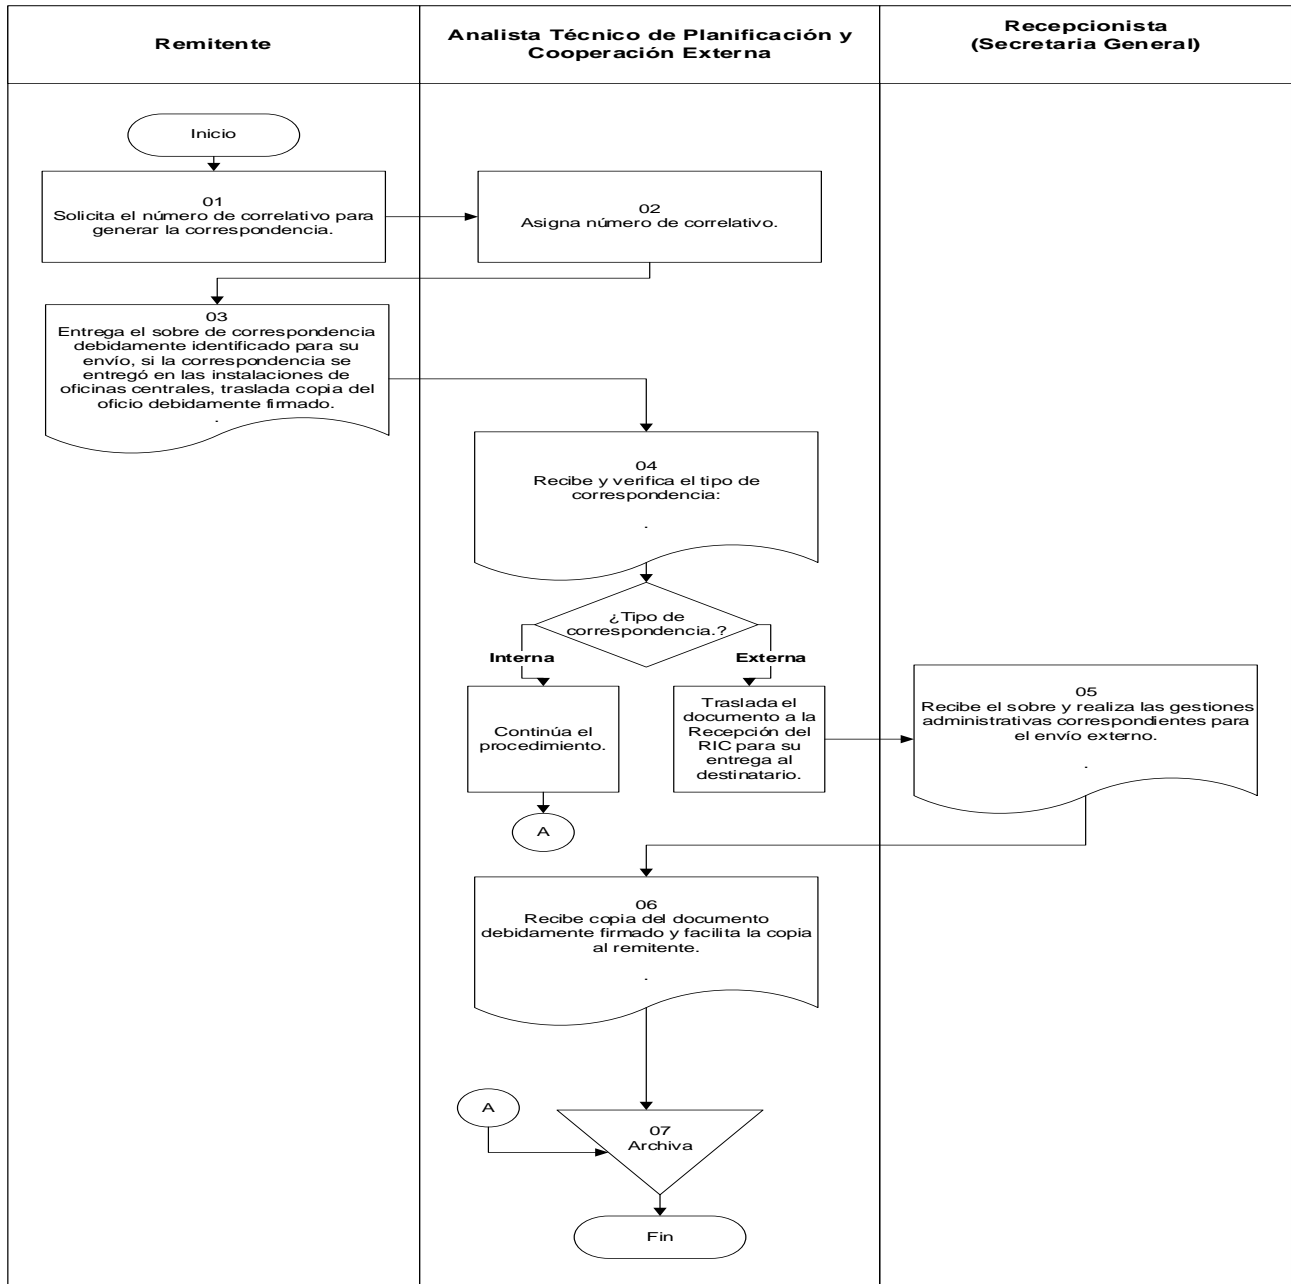 Remitente
Analista Técnico de Planificación y
Cooperación Externa
Recepcionista
(Secretaria General)
Inicio
01
Solicita el número de correlativo para
generar la correspondencia.
02
Asigna número de correlativo.
03
Entrega el sobre de correspondencia
debidamente identificado para su
envío, si la correspondencia se
entregó en las instalaciones de
oficinas centrales, traslada copia del
oficio debidamente firmado.
.
04
Recibe y verifica el tipo de
correspondencia:
.
¿Tipo de
correspondencia.?
Interna
Externa
Continúa el
procedimiento.
Traslada el
documento a la
Recepción del
RIC para su
entrega al
destinatario.
05
Recibe el sobre y realiza las gestiones
administrativas correspondientes para
el envío externo.
.
A
06
Recibe copia del documento
debidamente firmado y facilita la copia
al remitente.
.
A
07
Archiva
Fin